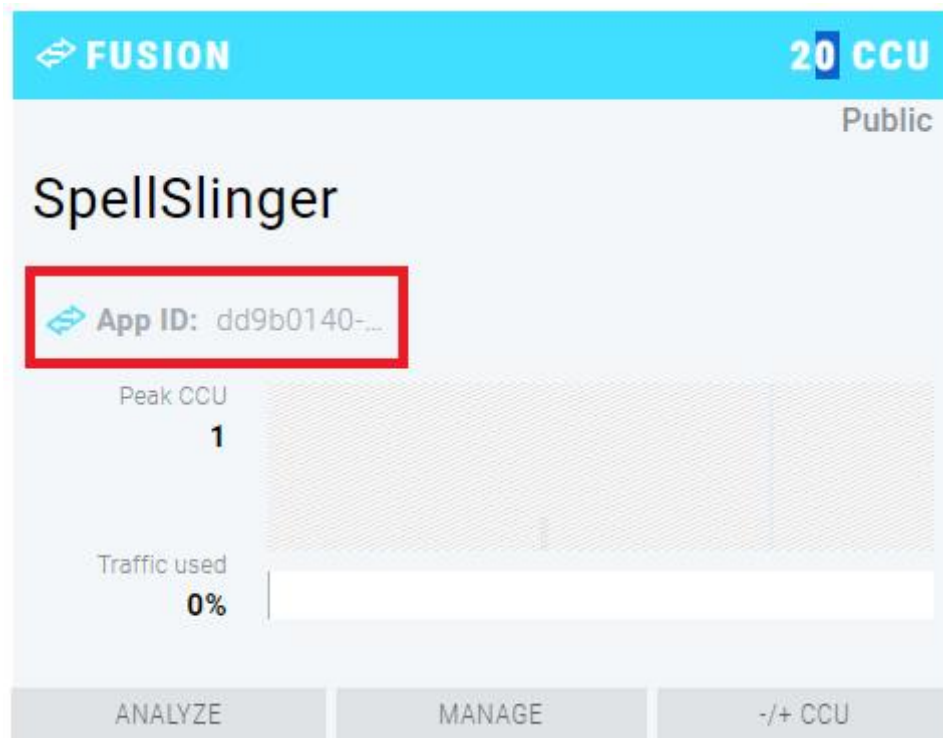 FUSION 20 CCU
Public
SpellSlinger
App ID: dd9b0140-...
Peak CCU
1
Traffic used
0%
ANALYZE MANAGE -/+ CCU